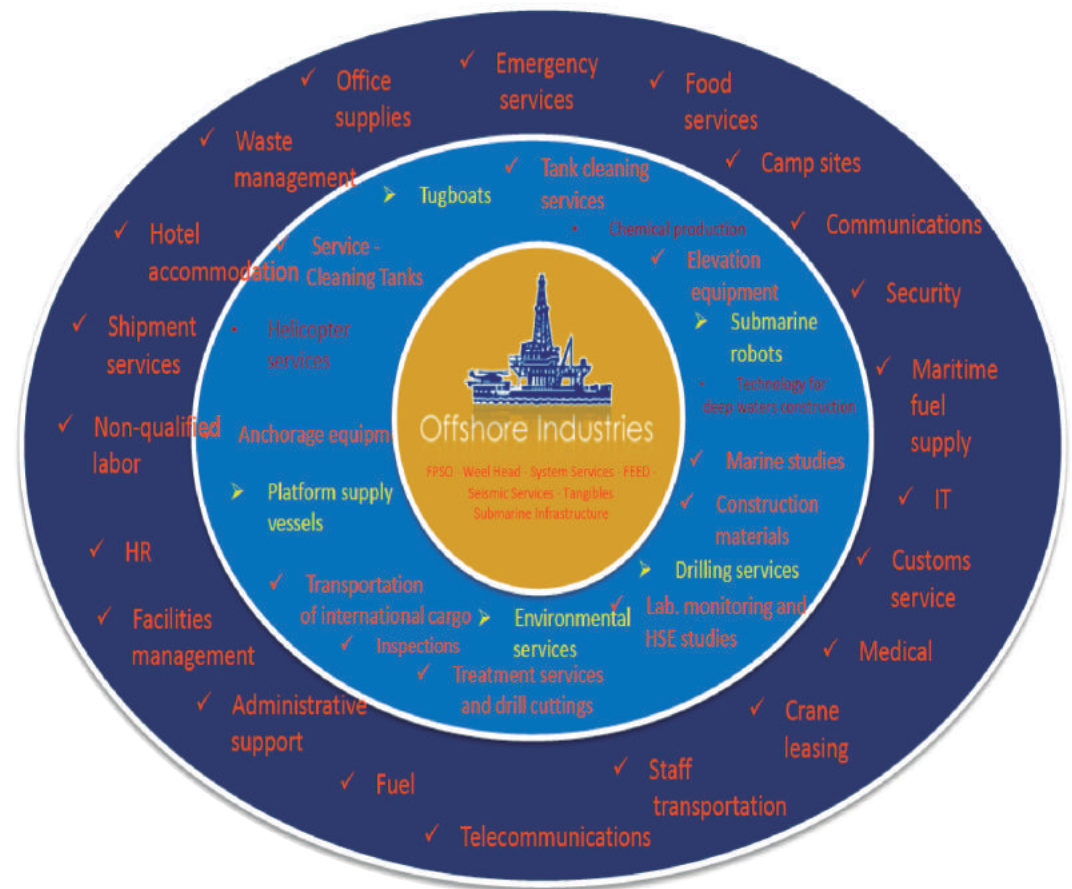 Emergency
services
Office
supplies
Food
services
Waste
management
Camp sites
Hotel
accommodation
Communications
Shipment
services
Security
Non-qualified
labor
Maritime
fuel
supply
HR
IT
Facilities
management
Customs
service
Administrative
support
Medical
Fuel
Crane
leasing
Telecommunications
Staff
transportation
Tugboats
Tank cleaning
services
Chemical production
Service -
Cleaning Tanks
Elevation
equipment
Helicopter
services
Submarine
robots
Technology for
deep waters construction
Anchorage equipm
Marine studies
Platform supply
vessels
Construction
materials
Drilling services
Transportation
of international cargo
Environmental
services
Lab. monitoring and
HSE studies
Inspections
Treatment services
and drill cuttings
Offshore Industries
FPSO - Weel Head - System Services - FEED -
Seismic Services - Tangibles
Submarine Infrastructure